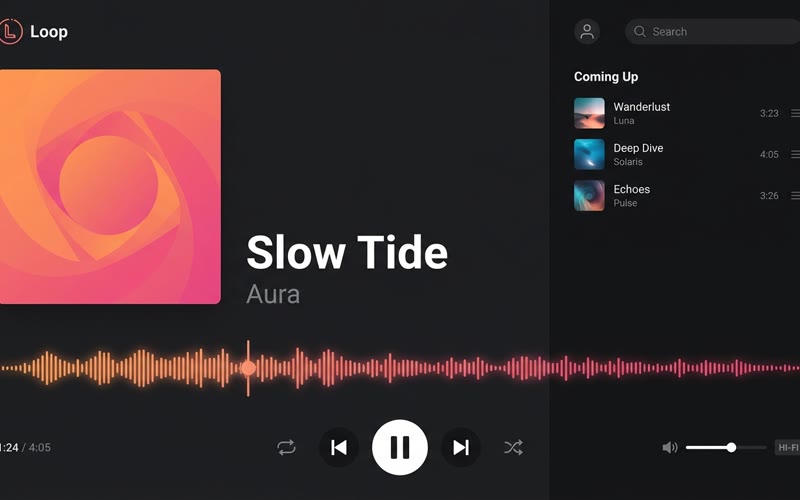 Loop
Search
Coming Up
Wanderlust
Luna
3:23
Deep Dive
Solaris
4:05
Echoes
Pulse
3:26
Slow Tide
Aura
1:24 / 4:05
HI-FI